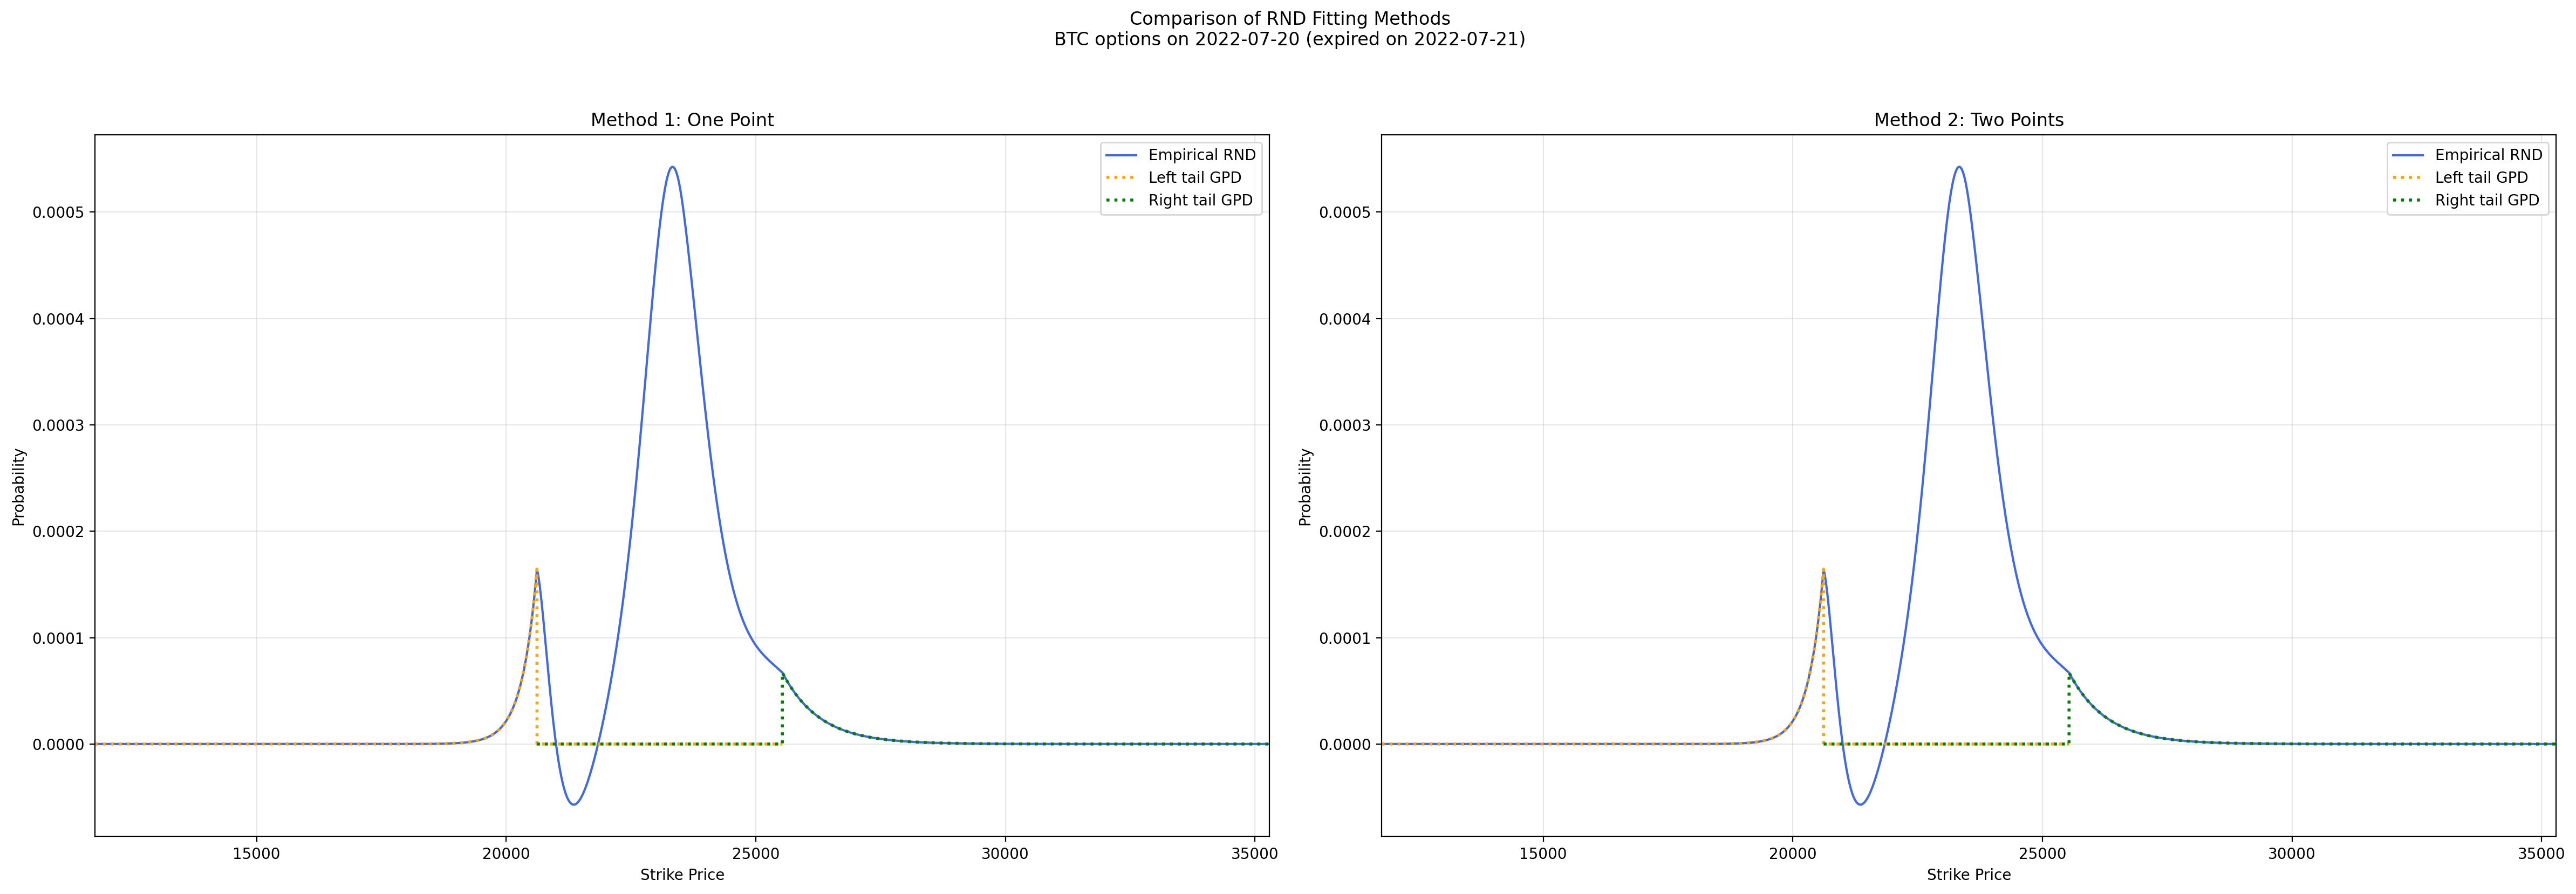 Comparison of RND Fitting Methods
BTC options on 2022-07-20 (expired on 2022-07-21)
Method 1: One Point
Empirical RND
Left tail GPD
Right tail GPD
0.0005
0.0004
0.0003
0.0002
0.0001
0.0000
Probability
15000
20000
25000
30000
35000
Strike Price
Method 2: Two Points
Empirical RND
Left tail GPD
Right tail GPD
0.0005
0.0004
0.0003
0.0002
0.0001
0.0000
Probability
15000
20000
25000
30000
35000
Strike Price